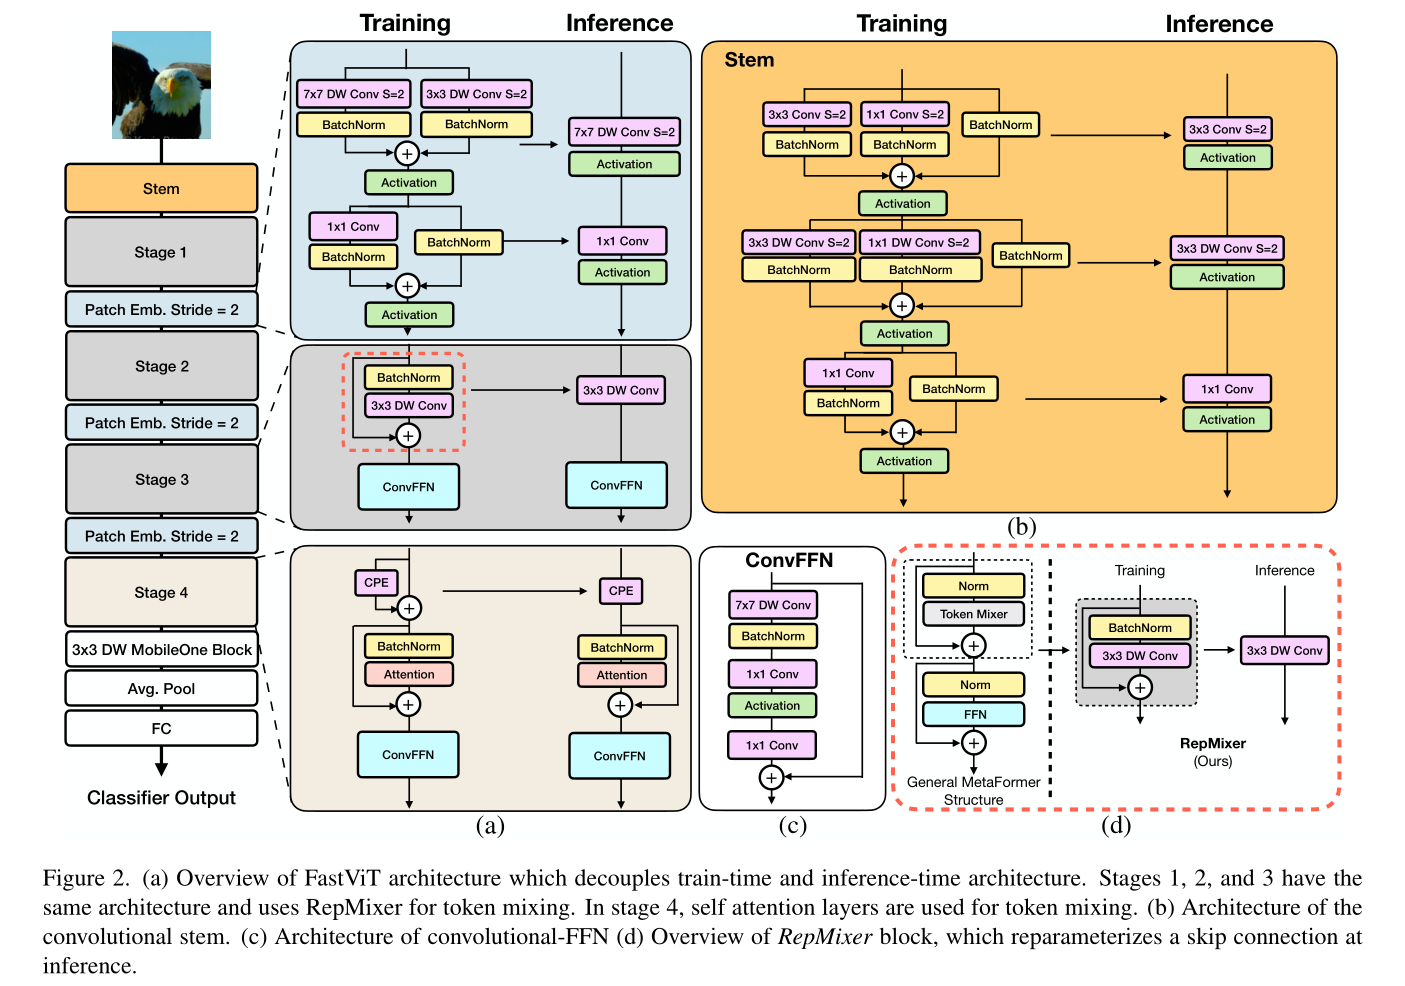 Training
Inference
Training
Inference
Stem
Stage 1
Patch Emb. Stride = 2
Stage 2
Patch Emb. Stride = 2
Stage 3
Patch Emb. Stride = 2
Stage 4
3x3 DW MobileOne Block
Avg. Pool
FC
Classifier Output
7x7 DW Conv S=2
3x3 DW Conv S=2
BatchNorm
BatchNorm
+
Activation
1x1 Conv
BatchNorm
BatchNorm
+
Activation
7x7 DW Conv S=2
Activation
1x1 Conv
Activation
BatchNorm
3x3 DW Conv
+
ConvFFN
3x3 DW Conv
ConvFFN
CPE
+
BatchNorm
Attention
+
ConvFFN
CPE
BatchNorm
Attention
+
ConvFFN
(a)
Stem
3x3 Conv S=2
1x1 Conv S=2
BatchNorm
BatchNorm
BatchNorm
+
Activation
3x3 DW Conv S=2
1x1 DW Conv S=2
BatchNorm
BatchNorm
BatchNorm
+
Activation
1x1 Conv
BatchNorm
BatchNorm
+
Activation
3x3 Conv S=2
Activation
3x3 DW Conv S=2
Activation
1x1 Conv
Activation
(b)
ConvFFN
7x7 DW Conv
BatchNorm
1x1 Conv
Activation
1x1 Conv
+
(c)
Norm
Token Mixer
+
Norm
FFN
+
General MetaFormer
Structure
Training
Inference
BatchNorm
3x3 DW Conv
+
3x3 DW Conv
RepMixer
(Ours)
(d)
Figure 2. (a) Overview of FastViT architecture which decouples train-time and inference-time architecture. Stages 1, 2, and 3 have the
same architecture and uses RepMixer for token mixing. In stage 4, self attention layers are used for token mixing. (b) Architecture of the
convolutional stem. (c) Architecture of convolutional-FFN (d) Overview of RepMixer block, which reparameterizes a skip connection at
inference.